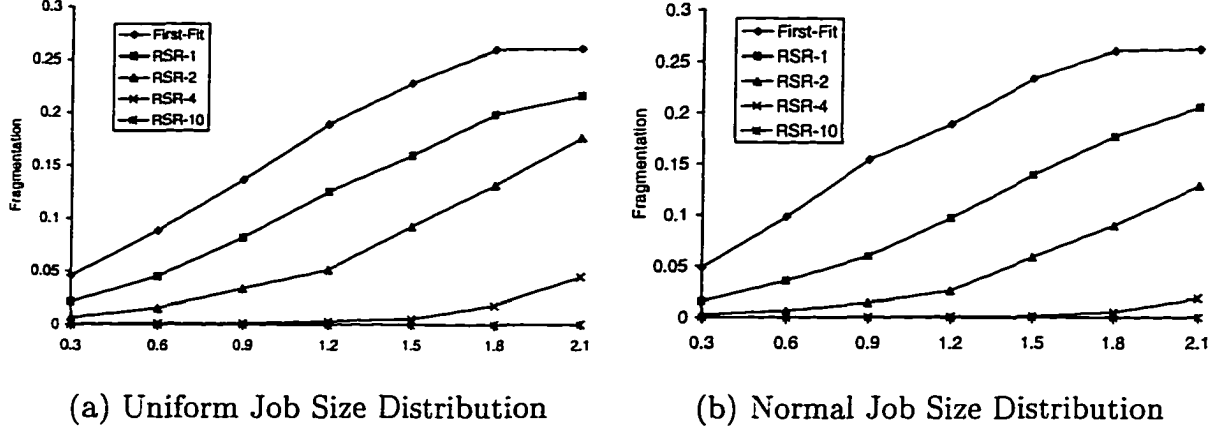 0.3
0.25
0.2
0.15
0.1
0.05
0
Fragmentation
First-Fit
RSR-1
RSR-2
RSR-4
RSR-10
0.3
0.6
0.9
1.2
1.5
1.8
2.1
(a) Uniform Job Size Distribution
0.3
0.25
0.2
0.15
0.1
0.05
0
Fragmentation
First-Fit
RSR-1
RSR-2
RSR-4
RSR-10
0.3
0.6
0.9
1.2
1.5
1.8
2.1
(b) Normal Job Size Distribution